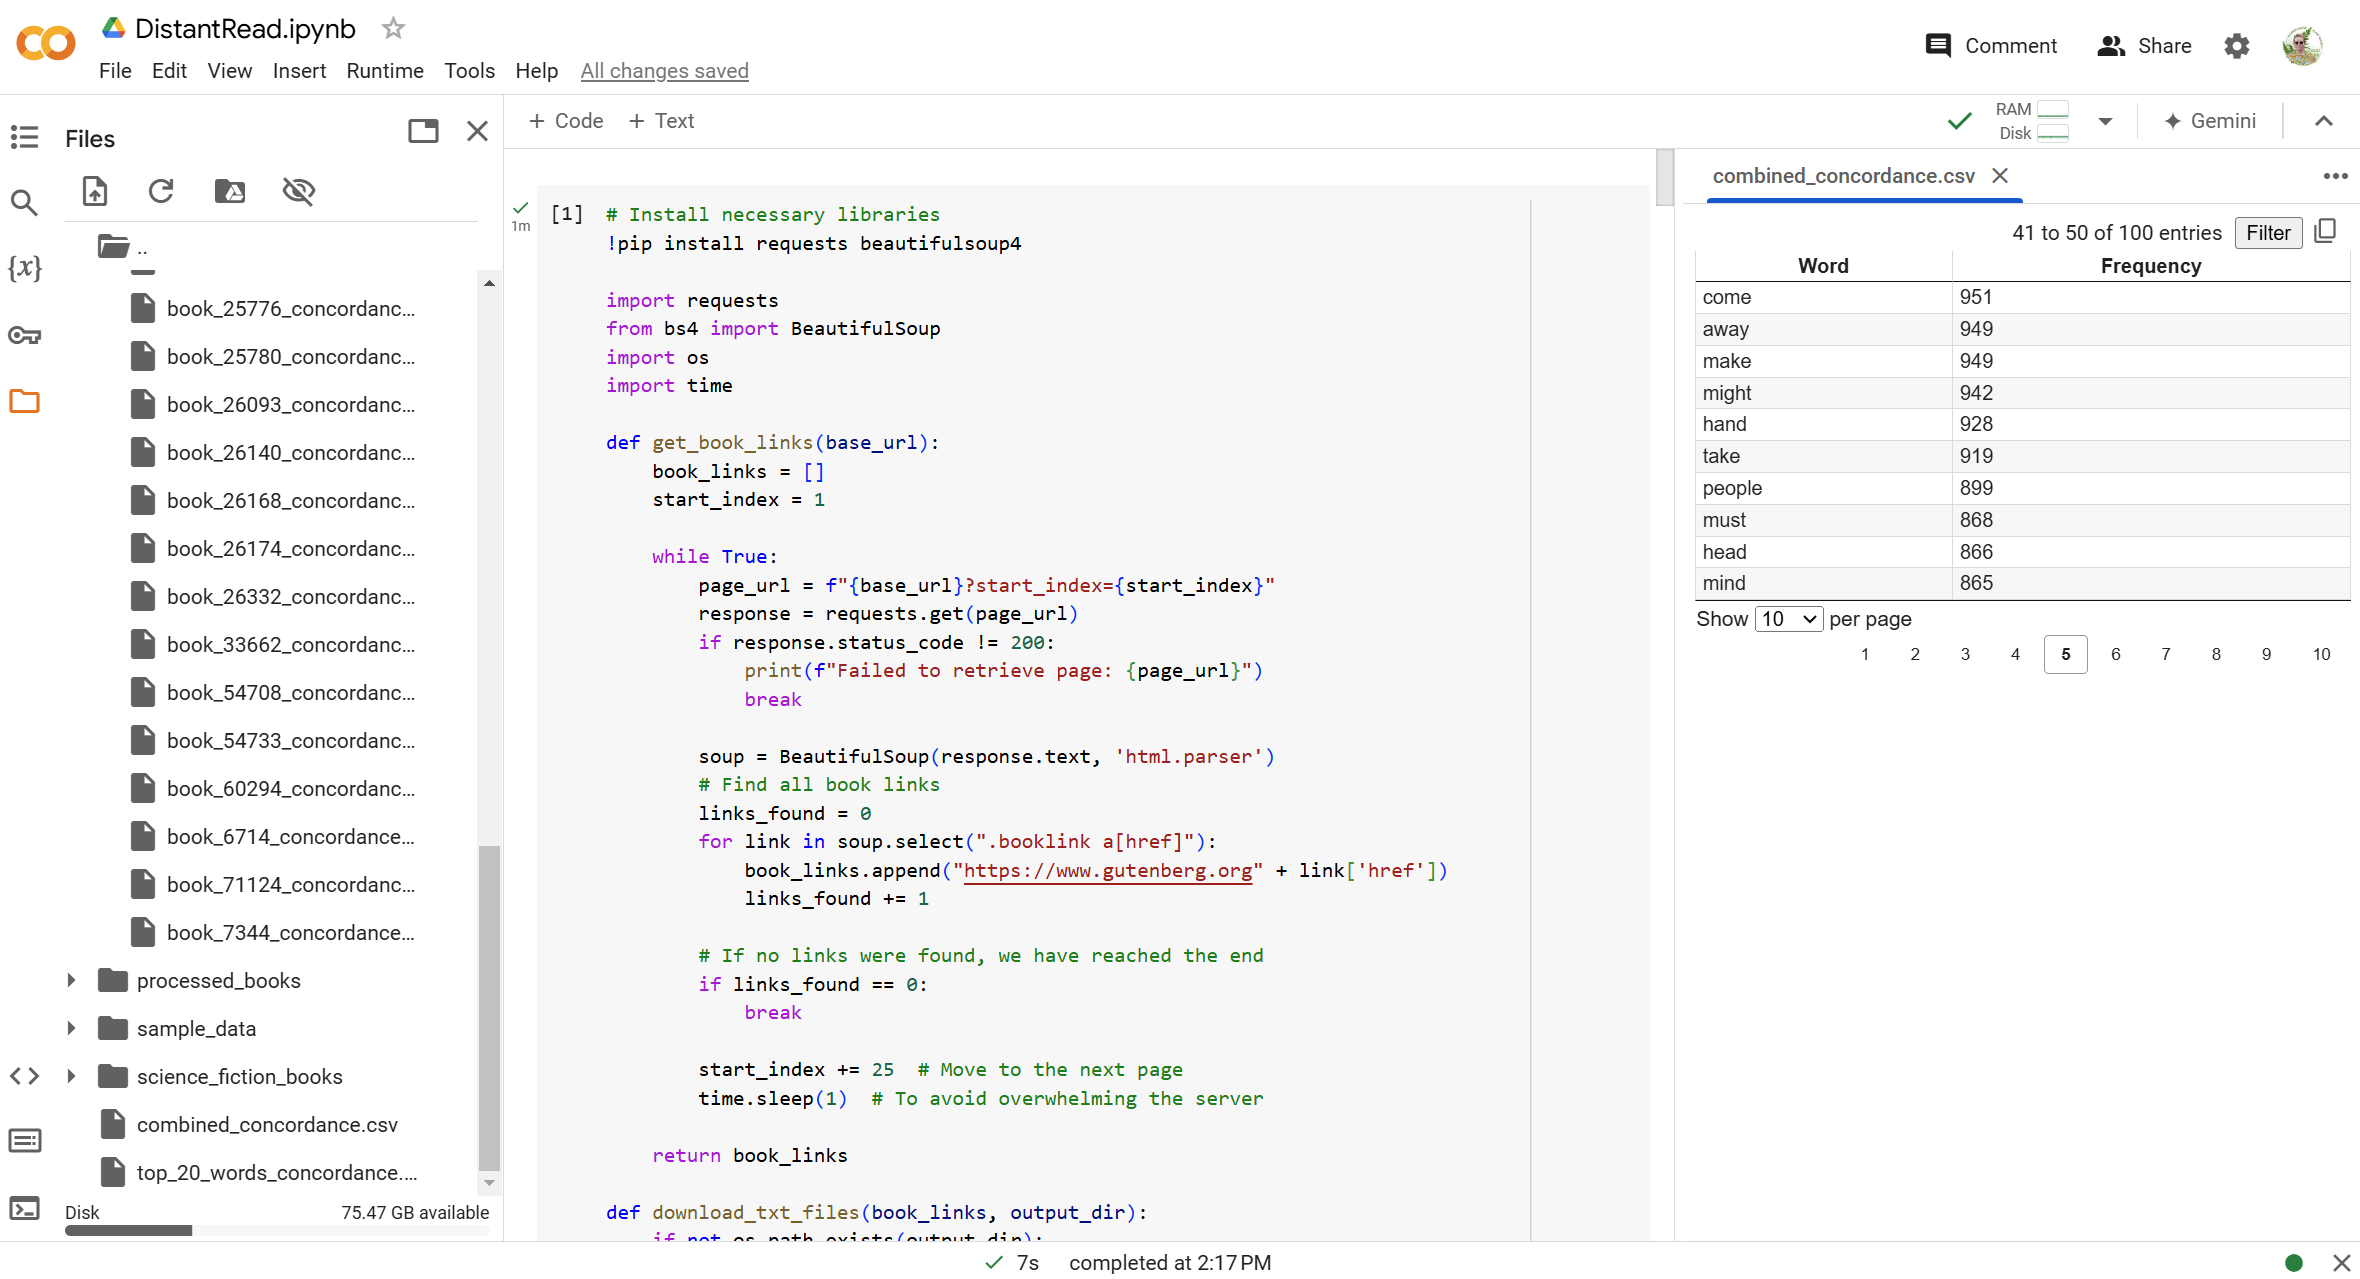 DistantRead.ipynb
File Edit View Insert Runtime Tools Help All changes saved
Comment Share
Files
..
book_25776_concordanc...
book_25780_concordanc...
book_26093_concordanc...
book_26140_concordanc...
book_26168_concordanc...
book_26174_concordanc...
book_26332_concordanc...
book_33662_concordanc...
book_54708_concordanc...
book_54733_concordanc...
book_60294_concordanc...
book_6714_concordance...
book_71124_concordanc...
book_7344_concordance...
processed_books
sample_data
science_fiction_books
combined_concordance.csv
top_20_words_concordance....
Disk 75.47 GB available
+ Code + Text
RAM
Disk
Gemini
1m
[1] # Install necessary libraries
!pip install requests beautifulsoup4
import requests
from bs4 import BeautifulSoup
import os
import time
def get_book_links(base_url):
book_links = []
start_index = 1
while True:
page_url = f"{base_url}?start_index={start_index}"
response = requests.get(page_url)
if response.status_code != 200:
print(f"Failed to retrieve page: {page_url}")
break
soup = BeautifulSoup(response.text, 'html.parser')
# Find all book links
links_found = 0
for link in soup.select(".booklink a[href]"):
book_links.append("https://www.gutenberg.org" + link['href'])
links_found += 1
# If no links were found, we have reached the end
if links_found == 0:
break
start_index += 25 # Move to the next page
time.sleep(1) # To avoid overwhelming the server
return book_links
def download_txt_files(book_links, output_dir):
if not os.path.exists(output_dir):
combined_concordance.csv
41 to 50 of 100 entries Filter
Word Frequency
come 951
away 949
make 949
might 942
hand 928
take 919
people 899
must 868
head 866
mind 865
Show 10 per page
1 2 3 4 5 6 7 8 9 10
7s completed at 2:17 PM